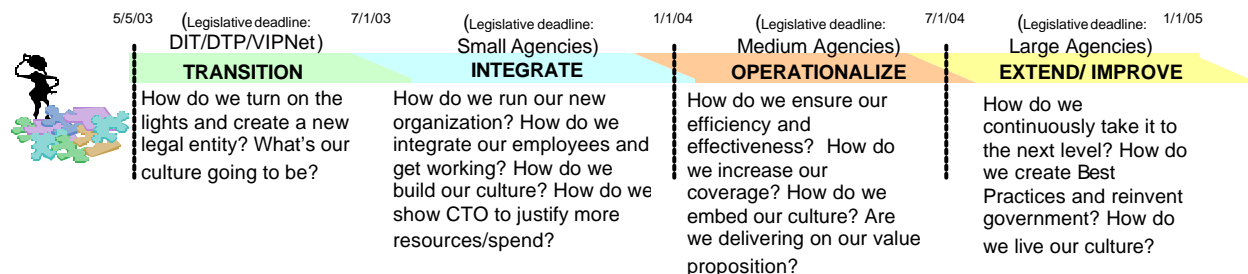 5/5/03
(Legislative deadline:
DIT/DTP/VIPNet)
7/1/03
(Legislative deadline:
Small Agencies)
1/1/04
(Legislative deadline:
Medium Agencies)
7/1/04
(Legislative deadline:
Large Agencies)
1/1/05
TRANSITION
INTEGRATE
OPERATIONALIZE
EXTEND/ IMPROVE
How do we turn on the
lights and create a new
legal entity? What's our
culture going to be?
How do we run our new
organization? How do we
integrate our employees and
get working? How do we
build our culture? How do we
show CTO to justify more
resources/spend?
How do we ensure our
efficiency and
effectiveness? How do
we increase our
coverage? How do we
embed our culture? Are
we delivering on our value
proposition?
How do we
continuously take it to
the next level? How do
we create Best
Practices and reinvent
government? How do
we live our culture?